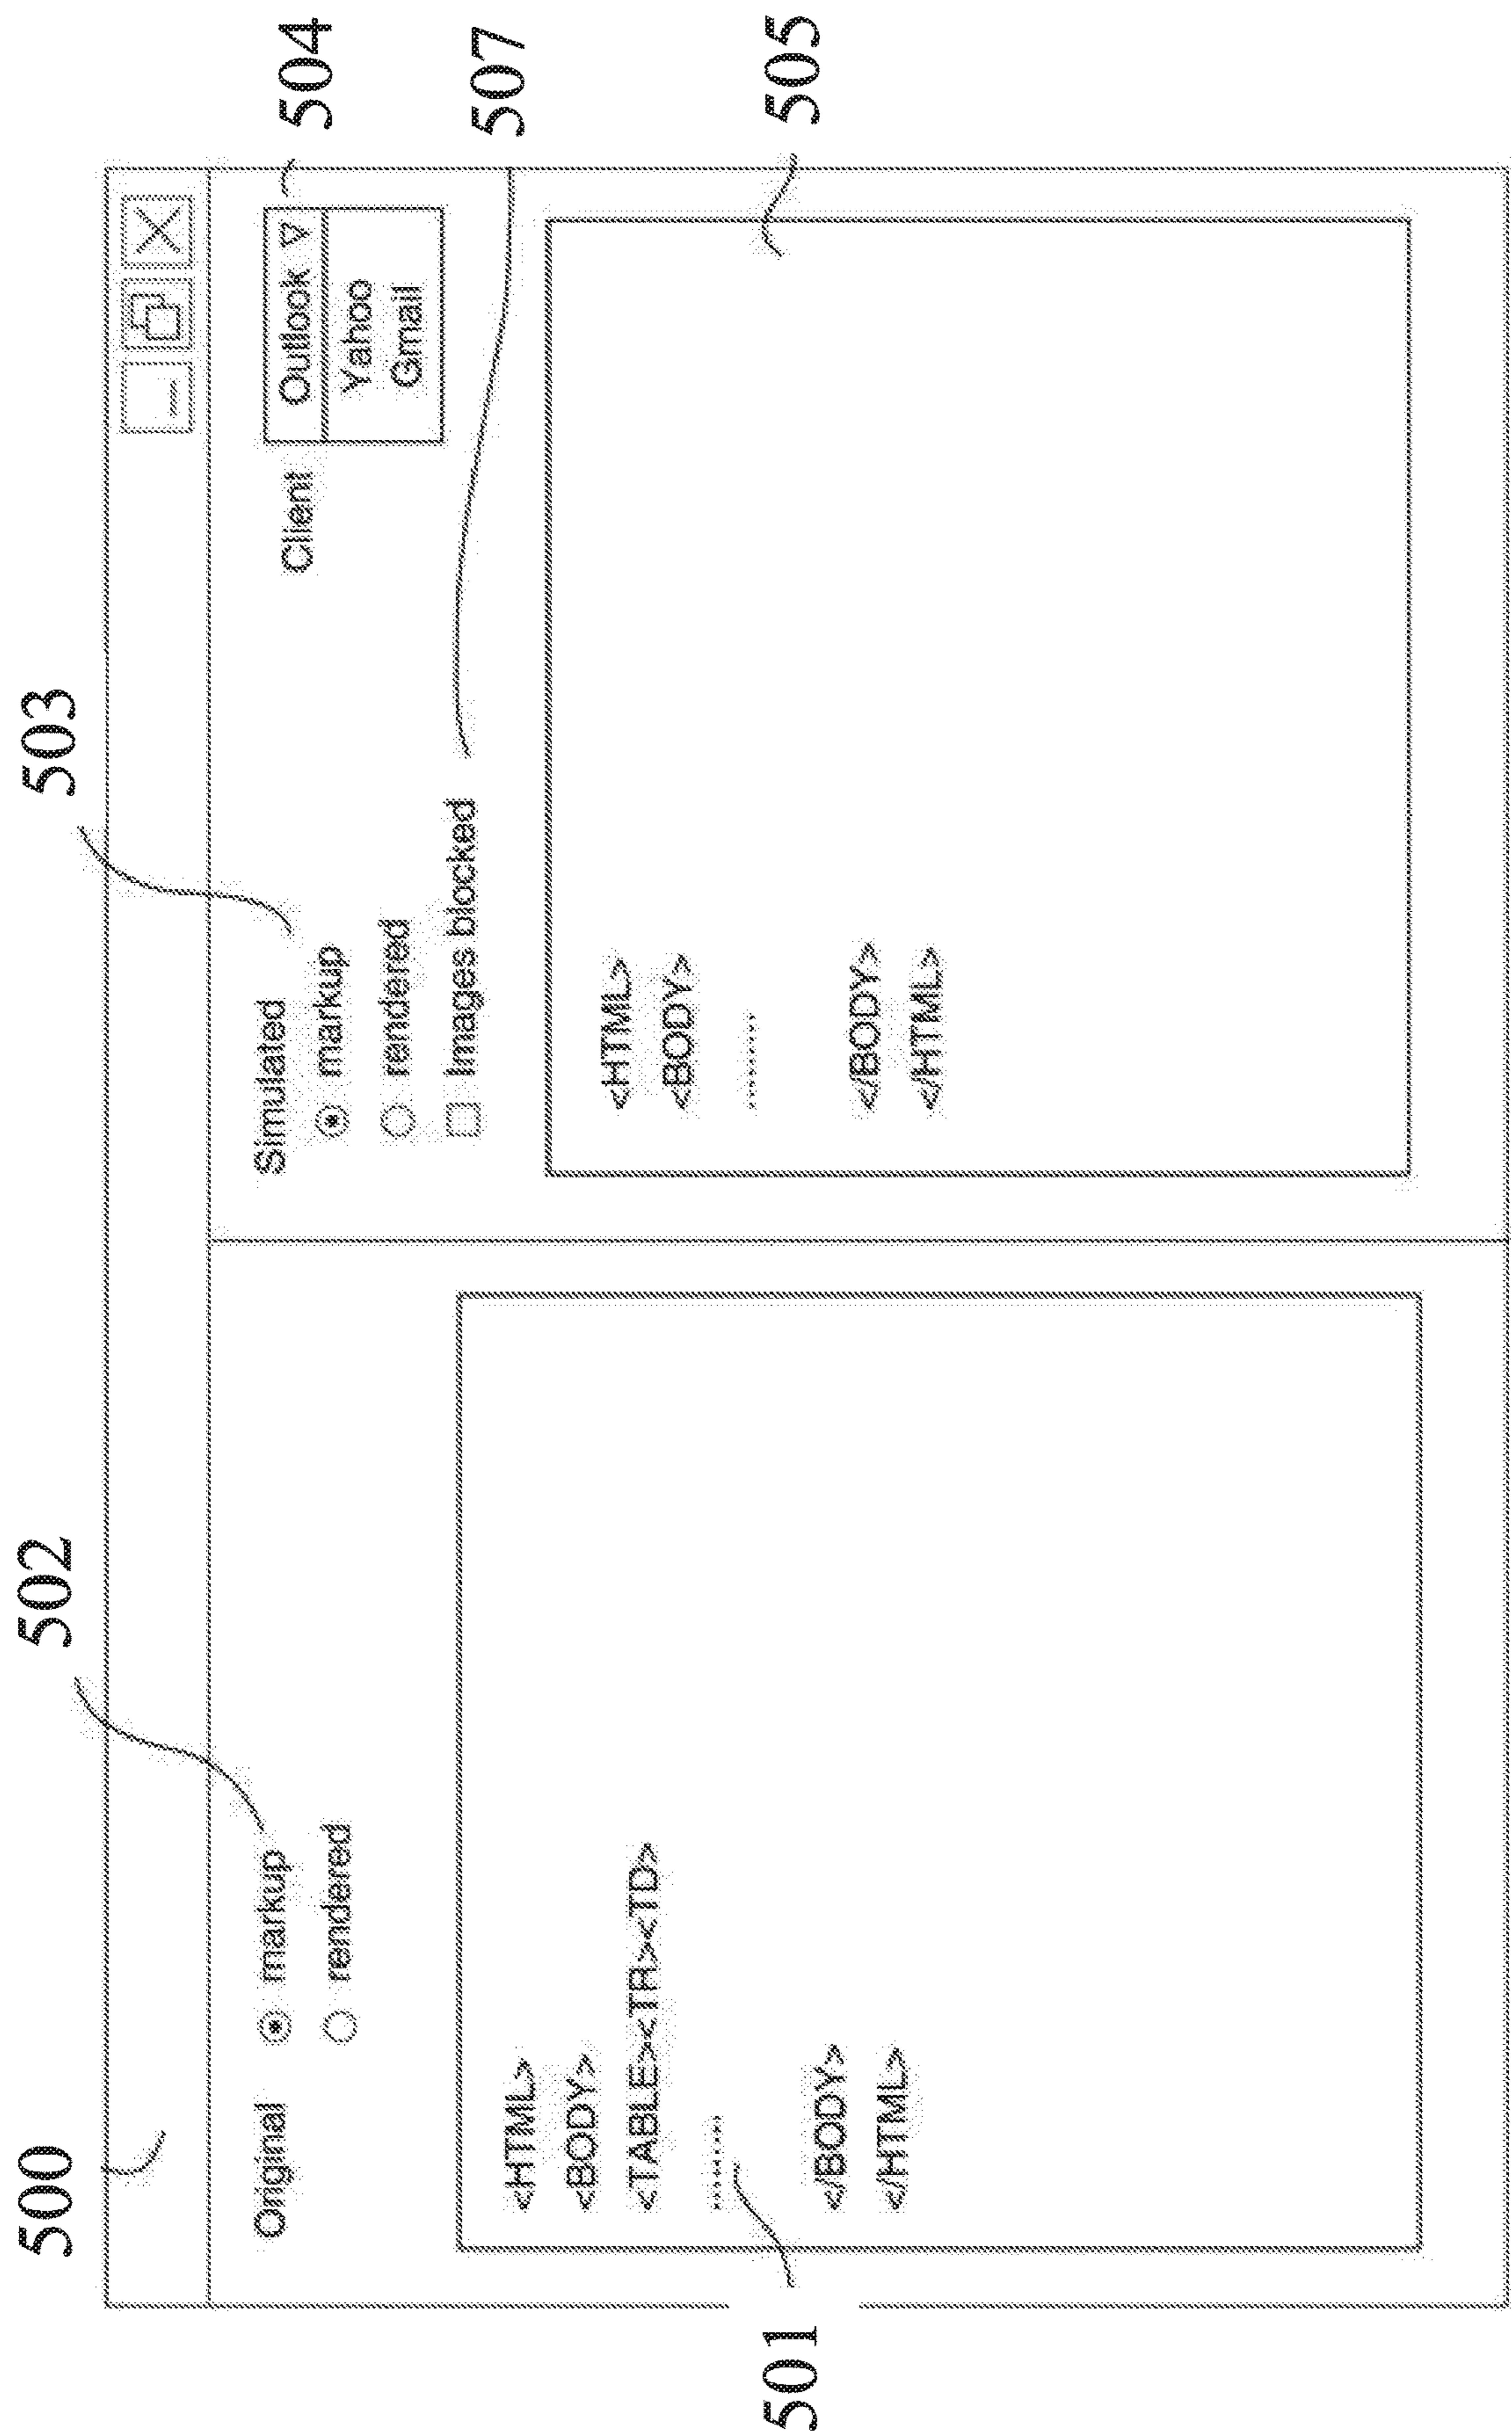 500
502
503
Original
markup
rendered
<HTML>
<BODY>
<TABLE><TR><TD>
.......
</BODY>
</HTML>
501
Simulated
markup
rendered
Images blocked
Client
Outlook
Yahoo
Gmail
504
507
<HTML>
<BODY>
........
</BODY>
</HTML>
505